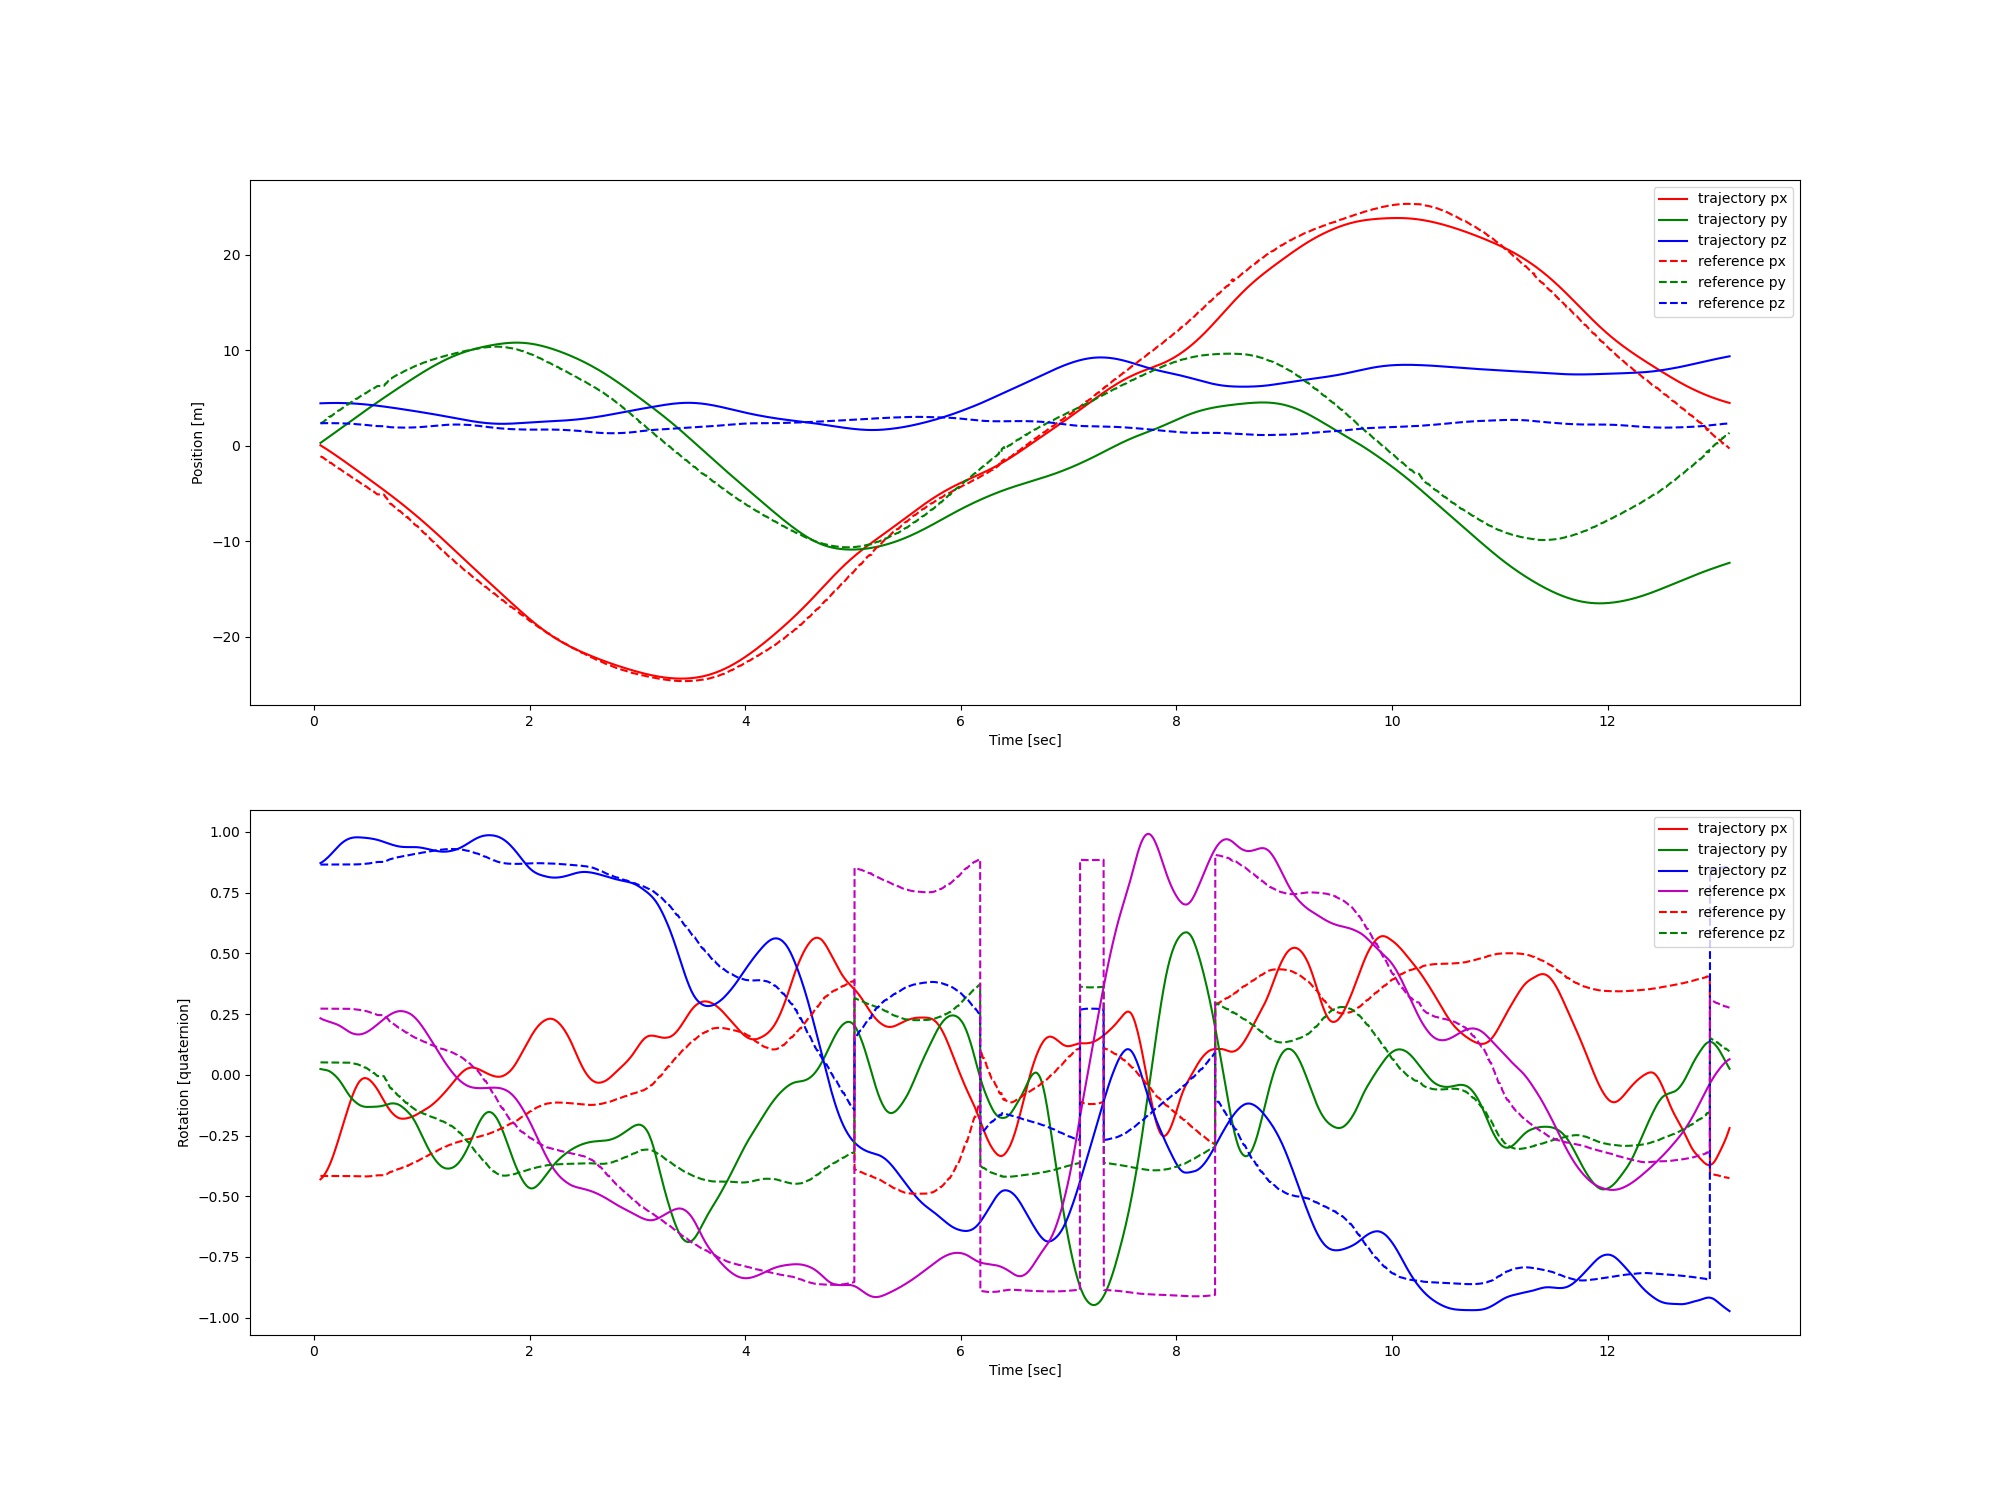 20
10
0
−10
−20
Position [m]
0 2 4 6 8 10 12
Time [sec]
trajectory px
trajectory py
trajectory pz
reference px
reference py
reference pz
1.00
0.75
0.50
0.25
0.00
−0.25
−0.50
−0.75
−1.00
Rotation [quaternion]
0 2 4 6 8 10 12
Time [sec]
trajectory px
trajectory py
trajectory pz
reference px
reference py
reference pz